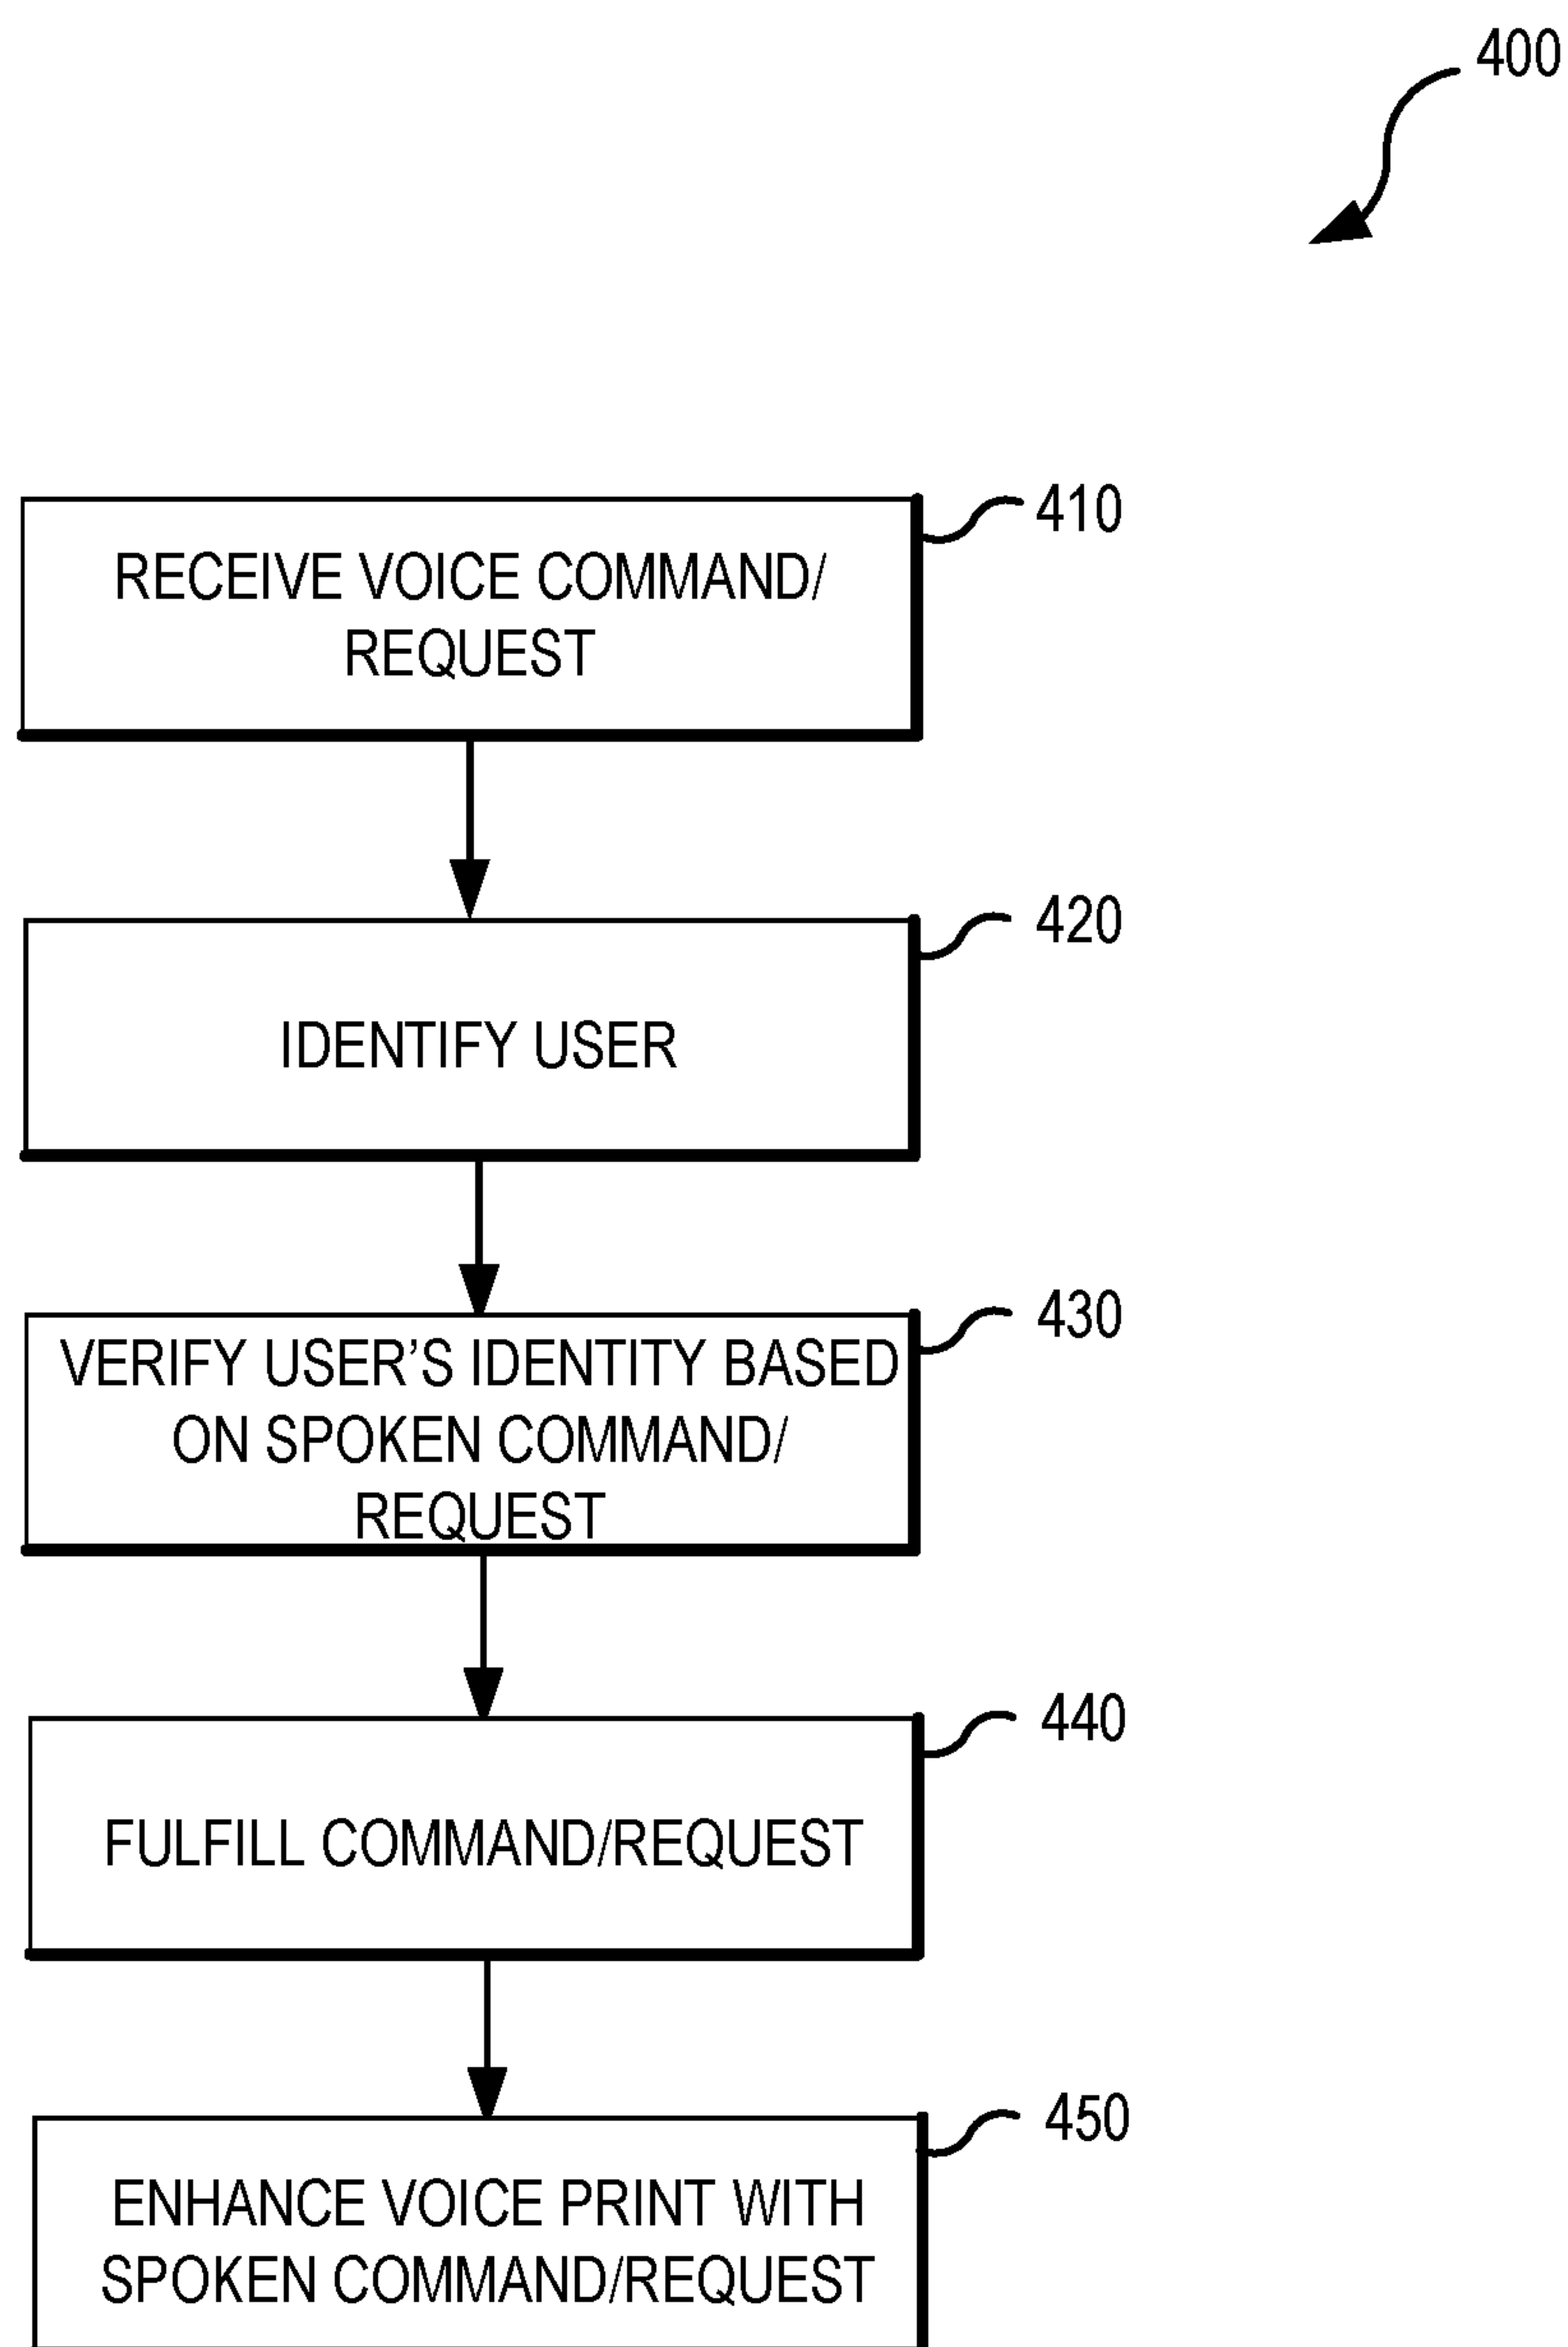 400
410
RECEIVE VOICE COMMAND/
REQUEST
420
IDENTIFY USER
430
VERIFY USER’S IDENTITY BASED
ON SPOKEN COMMAND/
REQUEST
440
FULFILL COMMAND/REQUEST
450
ENHANCE VOICE PRINT WITH
SPOKEN COMMAND/REQUEST